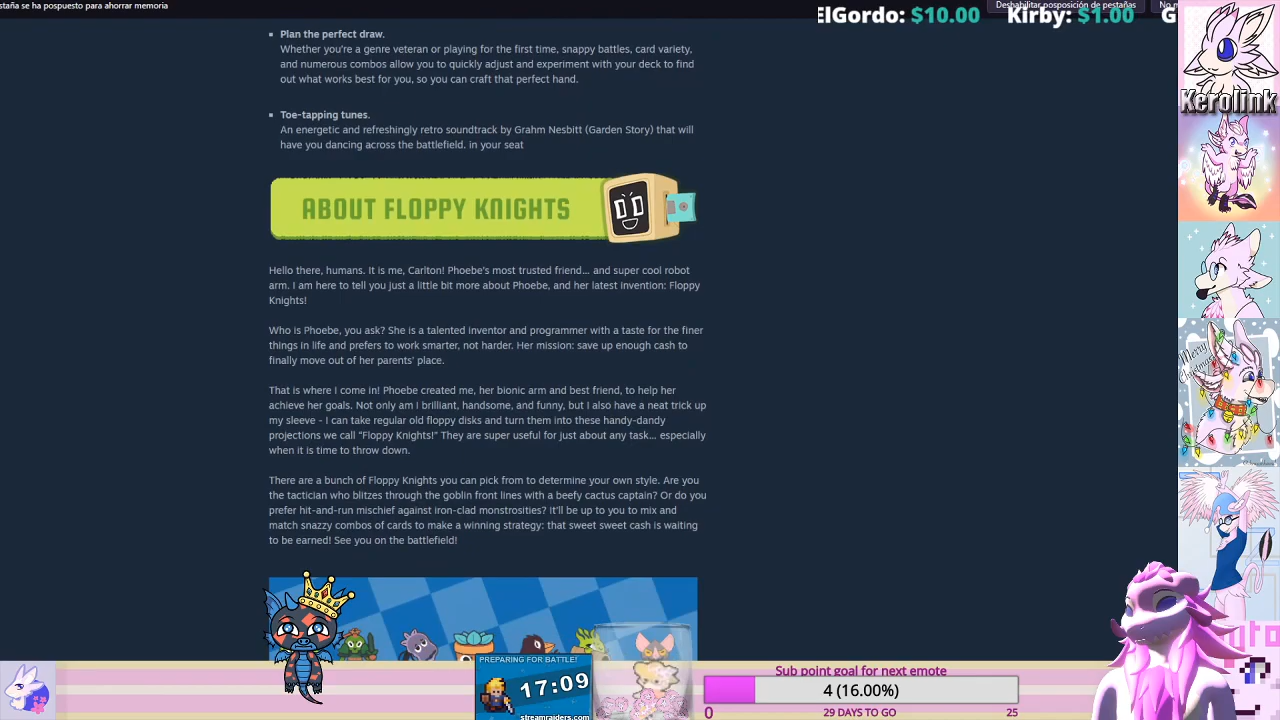 staña se ha pospuesto para ahorrar memoria
Deshabilitar posposición de pestañas
No m
ElGordo: $10.00 Kirby: $1.00 G
Plan the perfect draw.
Whether you're a genre veteran or playing for the first time, snappy battles, card variety,
and numerous combos allow you to quickly adjust and experiment with your deck to find
out what works best for you, so you can craft that perfect hand.
Toe-tapping tunes.
An energetic and refreshingly retro soundtrack by Grahm Nesbitt (Garden Story) that will
have you dancing across the battlefield, in your seat
ABOUT FLOPPY KNIGHTS
Hello there, humans. It is me, Carlton! Phoebe's most trusted friend... and super cool robot
arm. I am here to tell you just a little bit more about Phoebe, and her latest invention: Floppy
Knights!
Who is Phoebe, you ask? She is a talented inventor and programmer with a taste for the finer
things in life and prefers to work smarter, not harder. Her mission: save up enough cash to
finally move out of her parents' place.
That is where I come in! Phoebe created me, her bionic arm and best friend, to help her
achieve her goals. Not only am I brilliant, handsome, and funny, but I also have a neat trick up
my sleeve - I can take regular old floppy disks and turn them into these handy-dandy
projections we call "Floppy Knights!" They are super useful for just about any task... especially
when it is time to throw down.
There are a bunch of Floppy Knights you can pick from to determine your own style. Are you
the tactician who blitzes through the goblin front lines with a beefy cactus captain? Or do you
prefer hit-and-run mischief against iron-clad monstrosities? It'll be up to you to mix and
match snazzy combos of cards to make a winning strategy: that sweet sweet cash is waiting
to be earned! See you on the battlefield!
Kerolink
Merry
Christmas
PREPARING FOR BATTLE!
17:09
streamraiders.com
Sub point goal for next emote
4 (16.00%)
0
29 DAYS TO GO
25